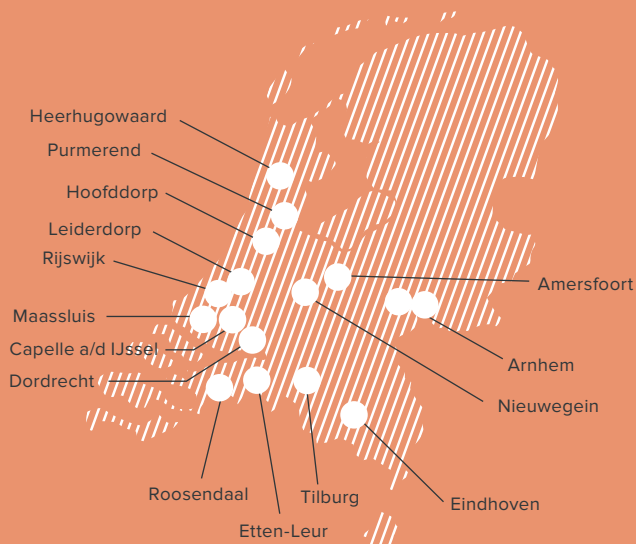 Heerhugowaard
Purmerend
Hoofddorp
Leiderdorp
Rijswijk
Maassluis
Capelle a/d IJssel
Dordrecht
Amersfoort
Arnhem
Nieuwegein
Roosendaal
Tilburg
Eindhoven
Etten-Leur